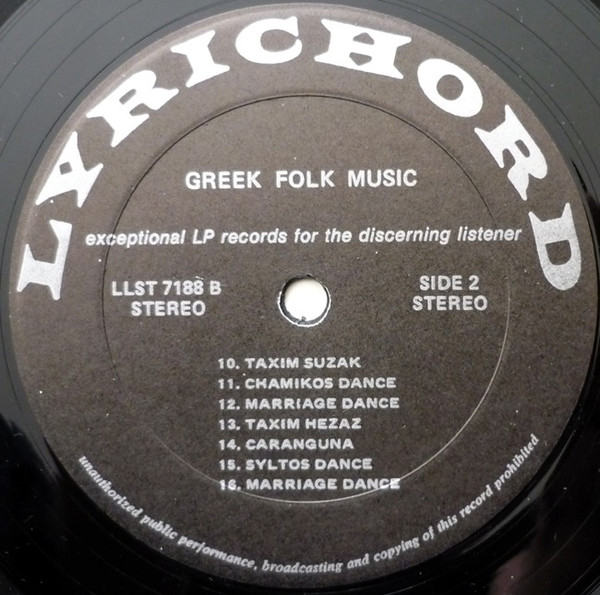 LYRICHORD
GREEK FOLK MUSIC
exceptional LP records for the discerning listener
LLST 7188 B
STEREO
SIDE 2
STEREO
10. TAXIM SUZAK
11. CHAMIKOS DANCE
12. MARRIAGE DANCE
13. TAXIM HEZAZ
14. CARANGUNA
15. SYLTOS DANCE
16. MARRIAGE DANCE
unauthorized public performance, broadcasting and copying of this record prohibited